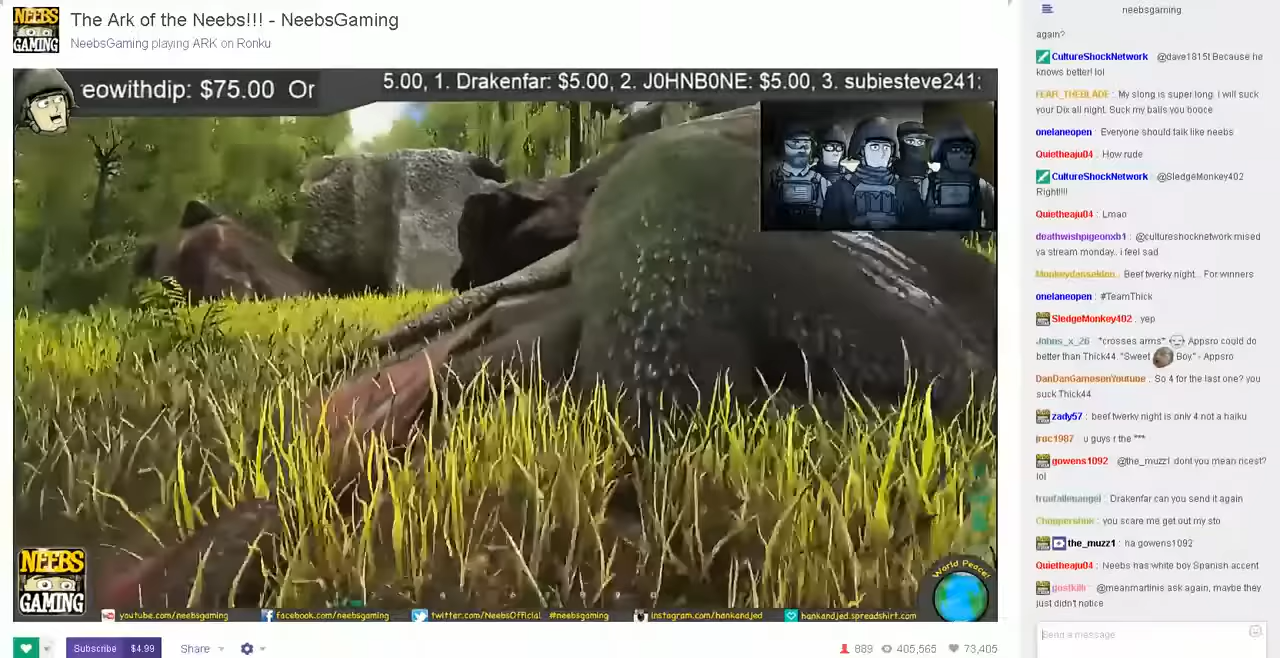 The Ark of the Neebs!!! - NeebsGaming
NeebsGaming playing ARK on Ronku
NEEBS
GAMING
eowithdip: $75.00 Or
5.00, 1. Drakenfar: $5.00, 2. J0HNB0NE: $5.00, 3. subiesteve241:
NEEBS
GAMING
World Peace!
youtube.com/neebsgaming
facebook.com/neebsgaming
twitter.com/NeebsOfficial #neebsgaming
instagram.com/hankandjed
hankandjed.spreadshirt.com
Subscribe $4.99
Share
889
405,565
73,405
neebsgaming
again?
CultureShockNetwork @dave1815t Because he
knows better! lol
FEAR_THEBLADE : My slong is super long. I will suck
your Dix all night. Suck my balls you booce
onelaneopen : Everyone should talk like neebs
Quietheaju04 : How rude
CultureShockNetwork : @SledgeMonkey402
Right!!!!
Quietheaju04 : Lmao
deathwishpigeonxb1 : @cultureshocknetwork mised
ya stream monday.. i feel sad
Beef twerky night... For winners
onelaneopen : #TeamThick
SledgeMonkey402 : yep
Johns_x_26 *crosses arms* Appsro could do
better than Thick44. "Sweet Boy." - Appsro
DanDanGamesonYoutube : So 4 for the last one? you
suck Thick44
zady57 : beef twerky night is only 4 not a haiku
jroc1987 u guys r the ***
gowens1092 @the_muzz1 dont you mean ricest?
lol
truefallenangel : Drakenfar can you send it again
you scare me get out my sto
the_muzz1 : ha gowens1092
Quietheaju04 : Neebs has white boy Spanish accent
@meanmartinis ask again, maybe they
just didn't notice
Send a message